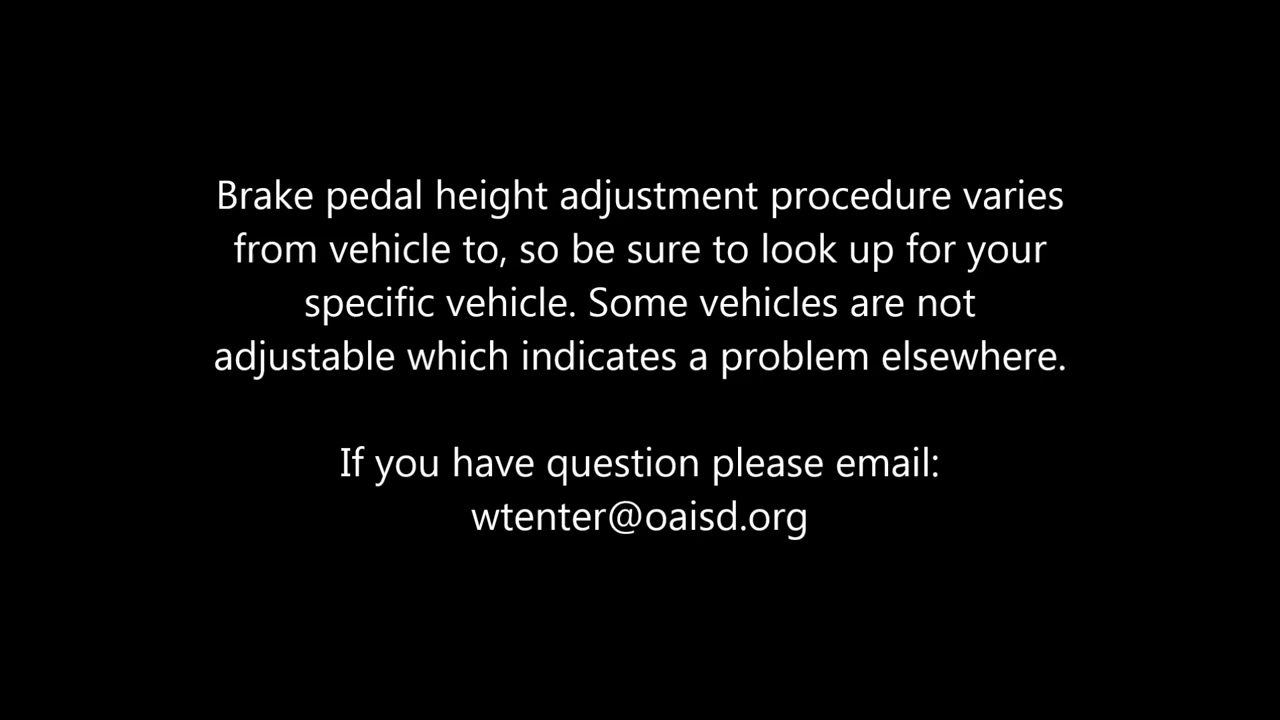 Brake pedal height adjustment procedure varies
from vehicle to, so be sure to look up for your
specific vehicle. Some vehicles are not
adjustable which indicates a problem elsewhere.
If you have question please email:
wtenter@oaisd.org